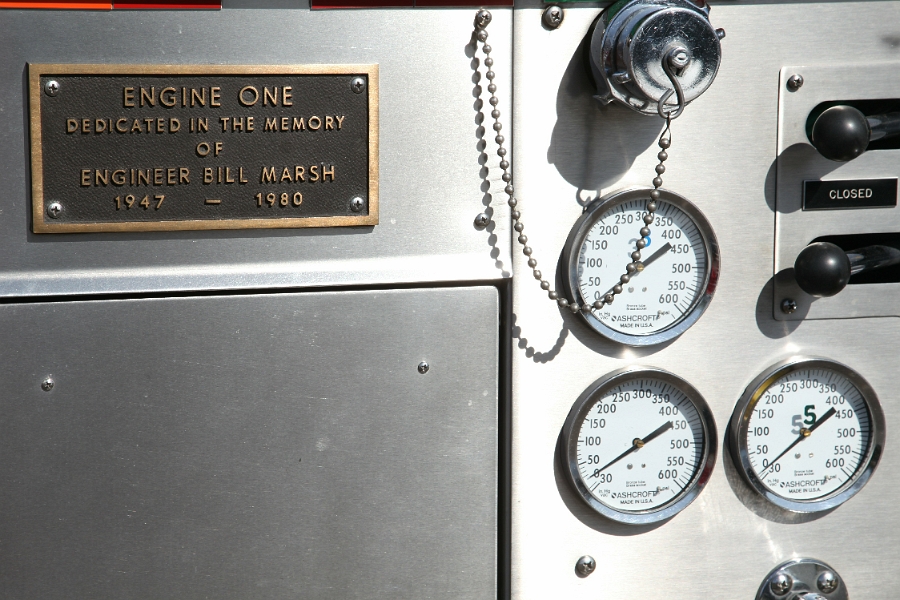 ENGINE ONE
DEDICATED IN THE MEMORY
OF
ENGINEER BILL MARSH
1947 — 1980
CLOSED
50 100 150 200 250 300 350 400 450 500 550 600
ASHCROFT
MADE IN U.S.A.
30 0 50 100 150 200 250 300 350 400 450 500 550 600
ASHCROFT
MADE IN U.S.A.
5
30 0 50 100 150 200 250 300 350 400 450 500 550 600
ASHCROFT
MADE IN U.S.A.